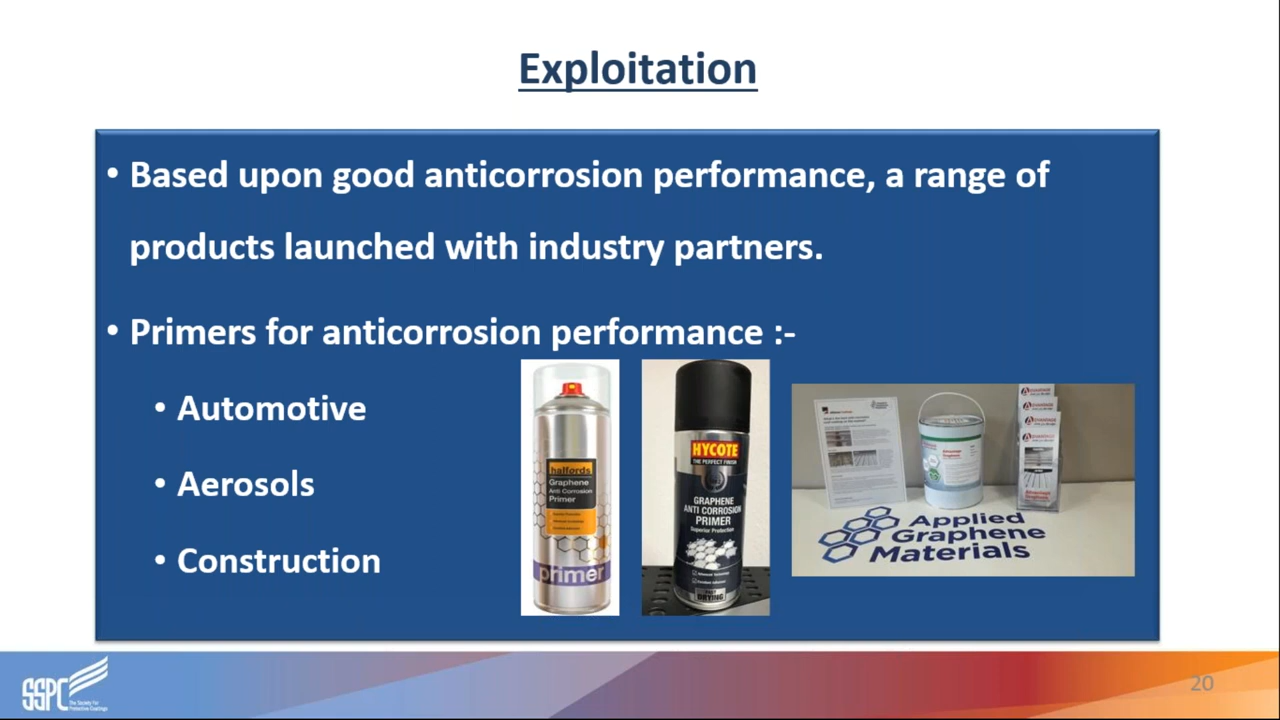 Exploitation
• Based upon good anticorrosion performance, a range of
products launched with industry partners.
• Primers for anticorrosion performance :-
• Automotive
• Aerosols
• Construction
halfords
Graphene
Anti Corrosion
Primer
primer
HYCOTE
THE PERFECT FINISH
GRAPHENE
ANTI CORROSION
PRIMER
Superior Protection
FAST
DRYING
Applied
Graphene
Materials
SSPC
The Society for
Protective Coatings
20